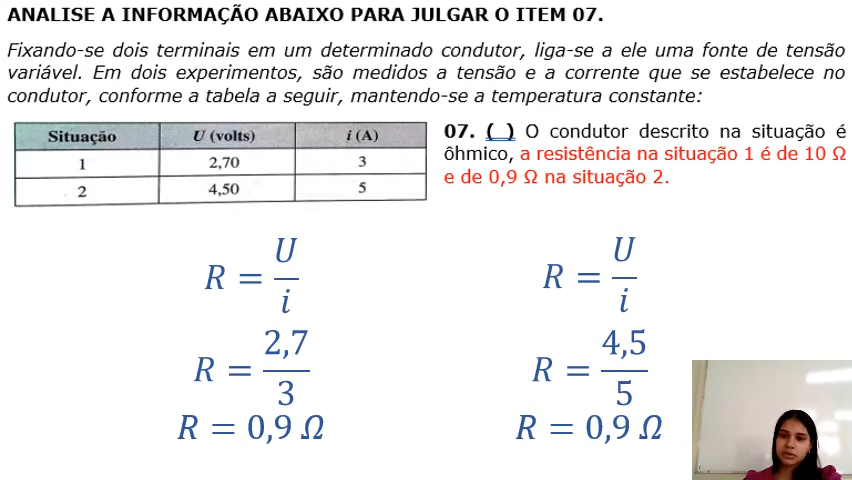 ANALISE A INFORMAÇÃO ABAIXO PARA JULGAR O ITEM 07.
Fixando-se dois terminais em um determinado condutor, liga-se a ele uma fonte de tensão
variável. Em dois experimentos, são medidos a tensão e a corrente que se estabelece no
condutor, conforme a tabela a seguir, mantendo-se a temperatura constante:
Situação U (volts) i (A)
1 2,70 3
2 4,50 5
07. ( ) O condutor descrito na situação é
ôhmico, a resistência na situação 1 é de 10 Ω
e de 0,9 Ω na situação 2.
R = U/i
R = 2,7/3
R = 0,9 Ω
R = U/i
R = 4,5/5
R = 0,9 Ω